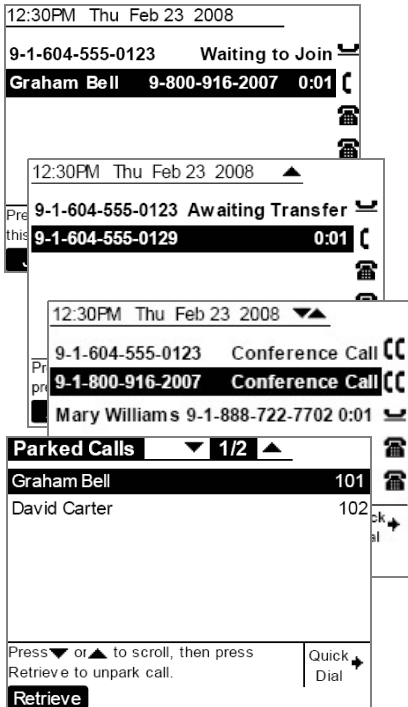 12:30PM Thu Feb 23 2008
9-1-604-555-0123 Waiting to Join
Graham Bell 9-800-916-2007 0:01
Pre
this
12:30PM Thu Feb 23 2008 ▲
9-1-604-555-0123 Awaiting Transfer
9-1-604-555-0129 0:01
Pr
pre
12:30PM Thu Feb 23 2008 ▼▲
9-1-604-555-0123 Conference Call
9-1-800-916-2007 Conference Call
Mary Williams 9-1-888-722-7702 0:01
Parked Calls ▼ 1/2 ▲
Graham Bell 101
David Carter 102
Press ▼ or ▲ to scroll, then press
Retrieve to unpark call.
Quick
Dial
Retrieve